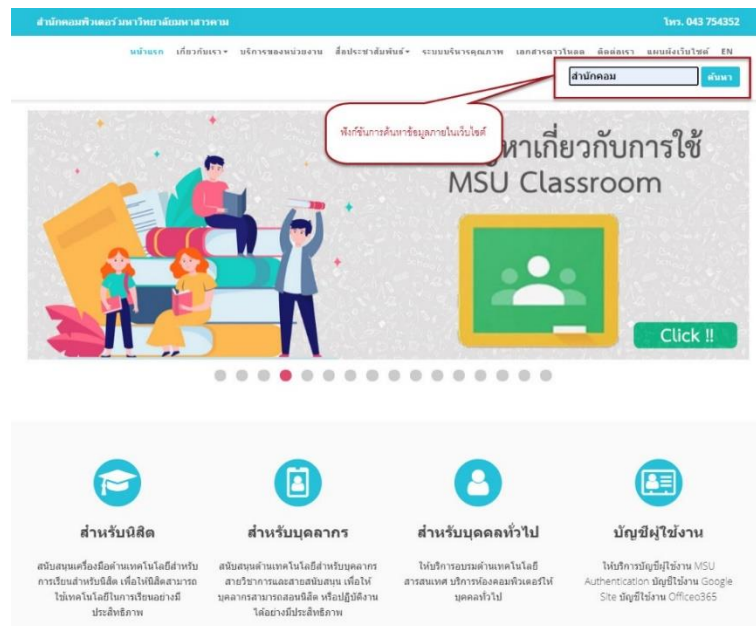 สำนักคอมพิวเตอร์ มหาวิทยาลัยมหาสารคาม
โทร. 043 754352
หน้าแรก เกี่ยวกับเรา บริการของหน่วยงาน สื่อประชาสัมพันธ์ ระบบบริหารคุณภาพ เอกสารดาวโหลด ติดต่อเรา แผนผังเว็บไซต์ EN
สำนักคอม ค้นหา
ฟังก์ชันการค้นหาข้อมูลภายในเว็บไซต์
หาเกี่ยวกับการใช้
MSU Classroom
Click !!
สำหรับนิสิต
สนับสนุนเครื่องมือด้านเทคโนโลยีสำหรับ
การเรียนสำหรับนิสิต เพื่อให้นิสิตสามารถ
ใช้เทคโนโลยีในการเรียนอย่างมี
ประสิทธิภาพ
สำหรับบุคลากร
สนับสนุนด้านเทคโนโลยีสำหรับบุคลากร
สายวิชาการและสายสนับสนุน เพื่อให้
บุคลากรสามารถสอนนิสิต หรือปฏิบัติงาน
ได้อย่างมีประสิทธิภาพ
สำหรับบุคคลทั่วไป
ให้บริการอบรมด้านเทคโนโลยี
สารสนเทศ บริการห้องคอมพิวเตอร์ให้
บุคคลทั่วไป
บัญชีผู้ใช้งาน
ให้บริการบัญชีผู้ใช้งาน MSU
Authentication บัญชีใช้งาน Google
Site บัญชีใช้งาน Officeo365